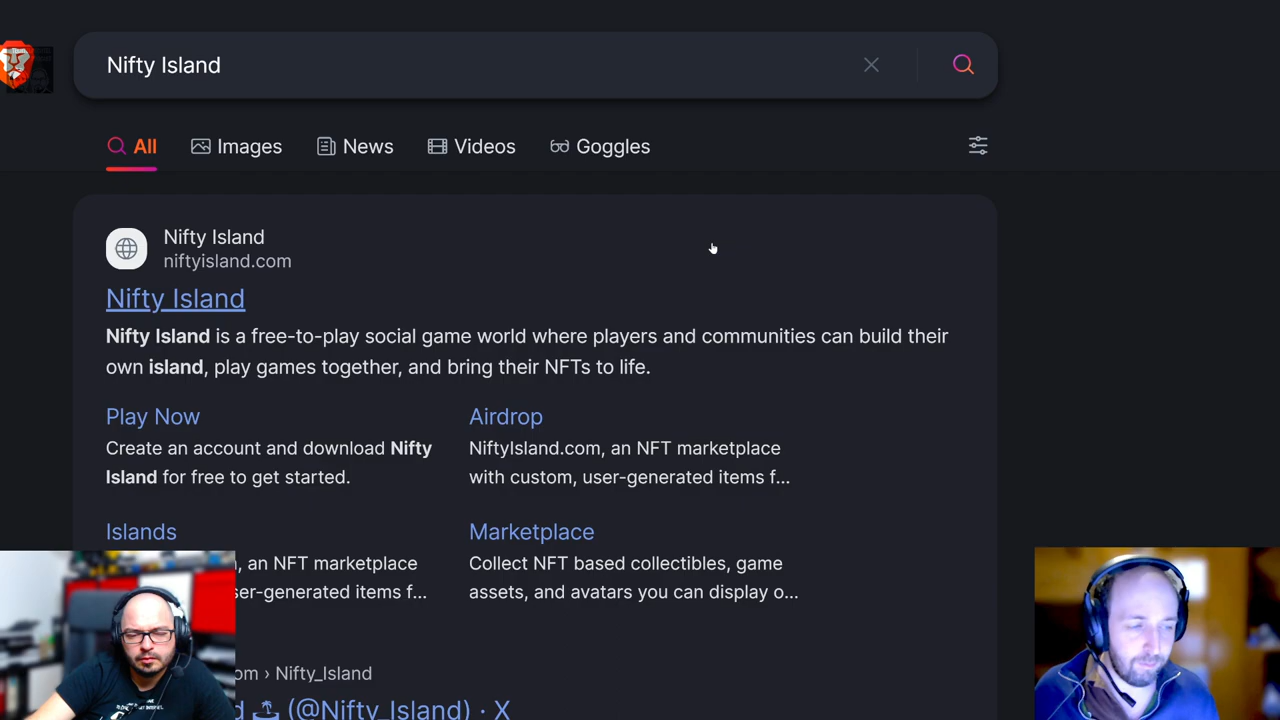 Nifty Island
All Images News Videos Goggles
Nifty Island
niftyisland.com
Nifty Island
Nifty Island is a free-to-play social game world where players and communities can build their
own island, play games together, and bring their NFTs to life.
Play Now
Create an account and download Nifty
Island for free to get started.
Airdrop
NiftyIsland.com, an NFT marketplace
with custom, user-generated items f...
Islands
, an NFT marketplace
ser-generated items f...
Marketplace
Collect NFT based collectibles, game
assets, and avatars you can display o...
om › Nifty_Island
d 🏝 (@Nifty_Island) · X